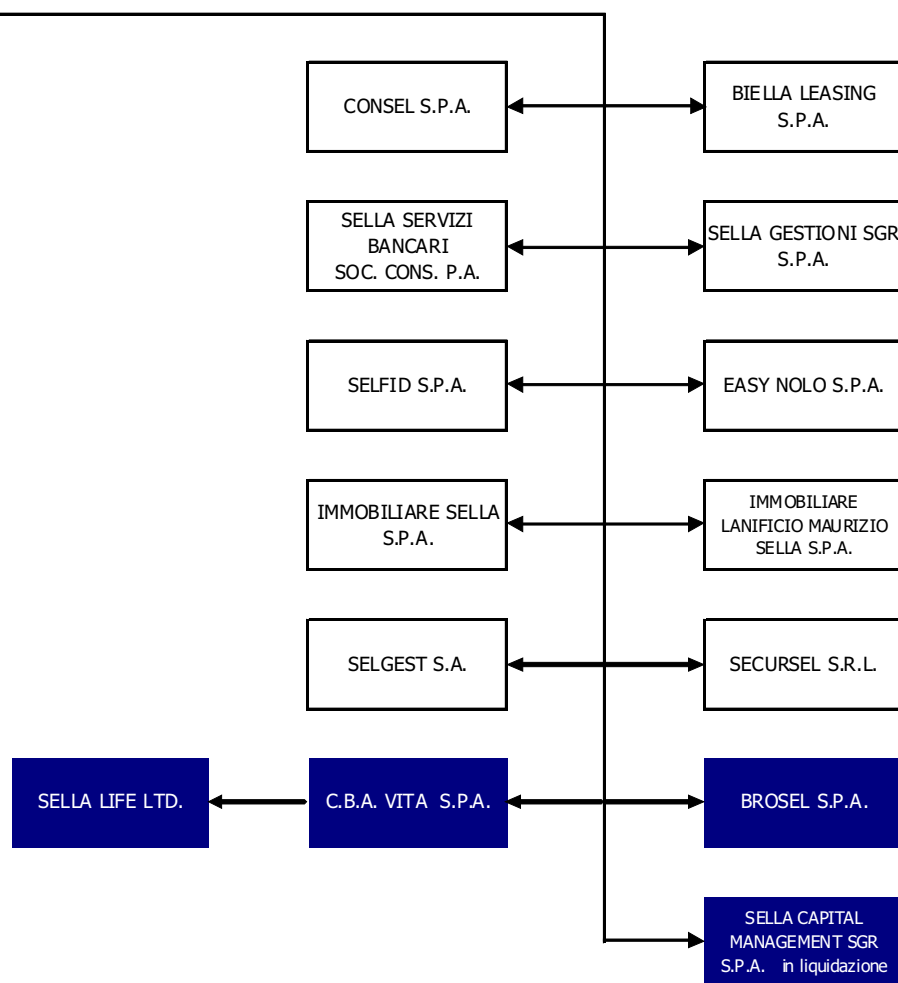 CONSEL S.P.A.
BIELLA LEASING
S.P.A.
SELLA SERVIZI
BANCARI
SOC. CONS. P.A.
SELLA GESTIONI SGR
S.P.A.
SELFID S.P.A.
EASY NOLO S.P.A.
IMMOBILIARE SELLA
S.P.A.
IMMOBILIARE
LANIFICIO MAURIZIO
SELLA S.P.A.
SELGEST S.A.
SECURSEL S.R.L.
SELLA LIFE LTD.
C.B.A. VITA S.P.A.
BROSEL S.P.A.
SELLA CAPITAL
MANAGEMENT SGR
S.P.A. in liquidazione